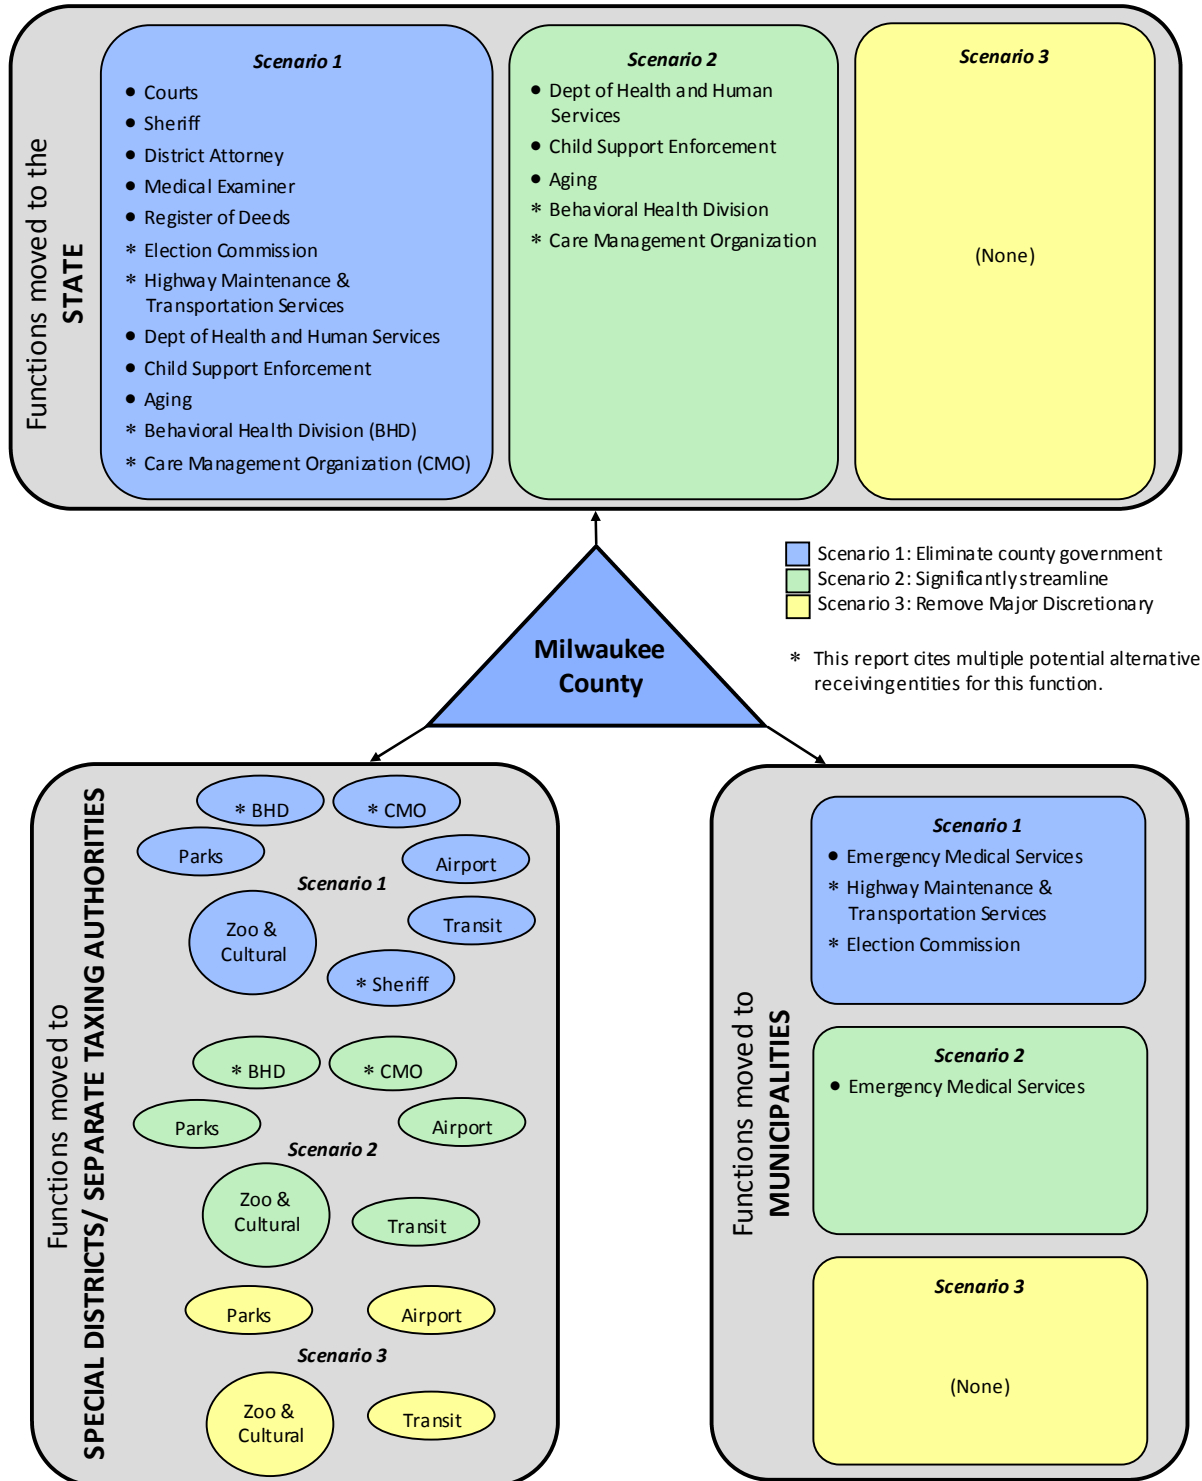 Functions moved to the
STATE
Scenario 1
• Courts
• Sheriff
• District Attorney
• Medical Examiner
• Register of Deeds
* Election Commission
* Highway Maintenance &
Transportation Services
• Dept of Health and Human Services
• Child Support Enforcement
• Aging
* Behavioral Health Division (BHD)
* Care Management Organization (CMO)
Scenario 2
• Dept of Health and Human
Services
• Child Support Enforcement
• Aging
* Behavioral Health Division
* Care Management Organization
Scenario 3
(None)
Scenario 1: Eliminate county government
Scenario 2: Significantly streamline
Scenario 3: Remove Major Discretionary
* This report cites multiple potential alternative
receiving entities for this function.
Milwaukee
County
Functions moved to
SPECIAL DISTRICTS/ SEPARATE TAXING AUTHORITIES
* BHD
* CMO
Parks
Airport
Scenario 1
Zoo &
Cultural
Transit
* Sheriff
* BHD
* CMO
Parks
Airport
Scenario 2
Zoo &
Cultural
Transit
Parks
Airport
Scenario 3
Zoo &
Cultural
Transit
Functions moved to
MUNICIPALITIES
Scenario 1
• Emergency Medical Services
* Highway Maintenance &
Transportation Services
* Election Commission
Scenario 2
• Emergency Medical Services
Scenario 3
(None)